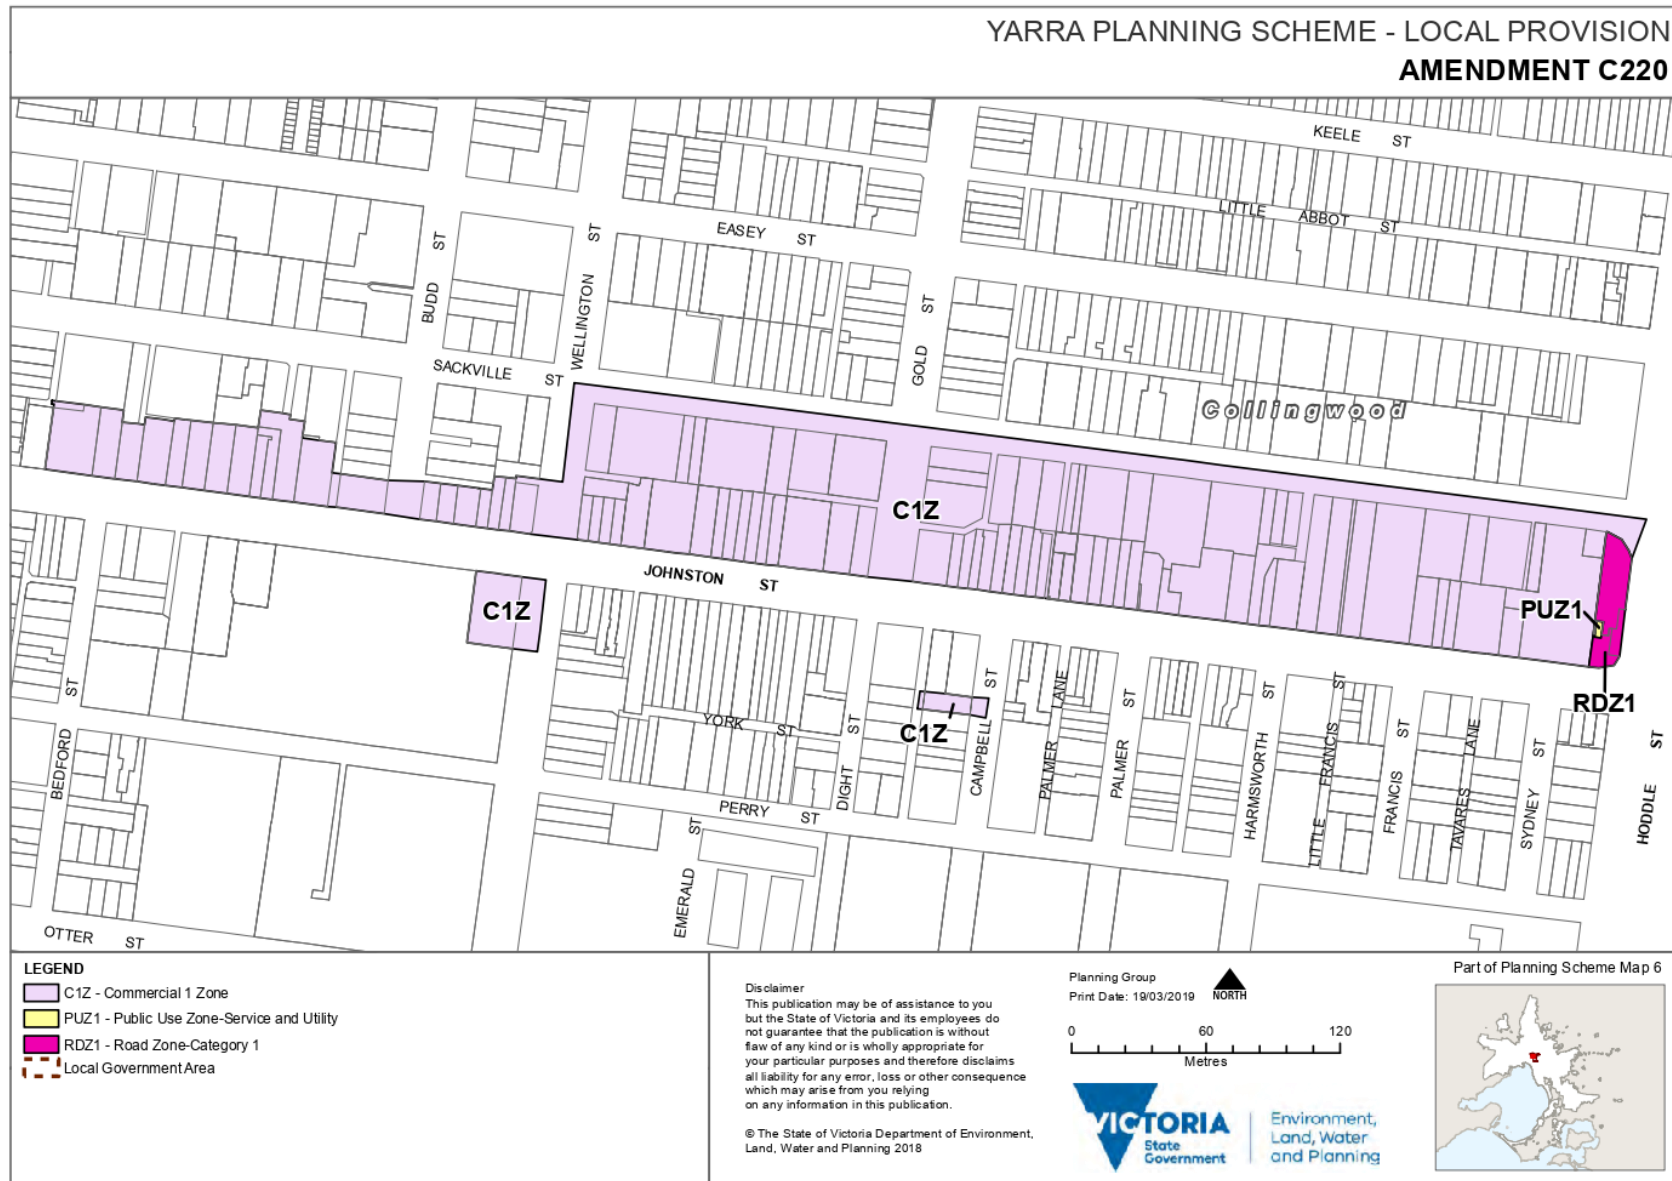 YARRA PLANNING SCHEME - LOCAL PROVISION
AMENDMENT C220
KEELE ST
LITTLE ABBOT ST
EASEY ST
BUDD ST
WELLINGTON ST
GOLD ST
SACKVILLE ST
Collingwood
C1Z
JOHNSTON ST
C1Z
PUZ1
RDZ1
C1Z
YORK ST
BEDFORD ST
DIGHT ST
CAMPBELL ST
PALMER LANE
PALMER ST
HARMSWORTH ST
LITTLE FRANCIS ST
FRANCIS ST
TAVARES LANE
SYDNEY ST
HODDLE ST
PERRY ST
EMERALD ST
OTTER ST
LEGEND
C1Z - Commercial 1 Zone
PUZ1 - Public Use Zone-Service and Utility
RDZ1 - Road Zone-Category 1
Local Government Area
Disclaimer
This publication may be of assistance to you
but the State of Victoria and its employees do
not guarantee that the publication is without
flaw of any kind or is wholly appropriate for
your particular purposes and therefore disclaims
all liability for any error, loss or other consequence
which may arise from you relying
on any information in this publication.
© The State of Victoria Department of Environment,
Land, Water and Planning 2018
Planning Group
Print Date: 19/03/2019
NORTH
0 60 120
Metres
VICTORIA
State
Government
Environment,
Land, Water
and Planning
Part of Planning Scheme Map 6